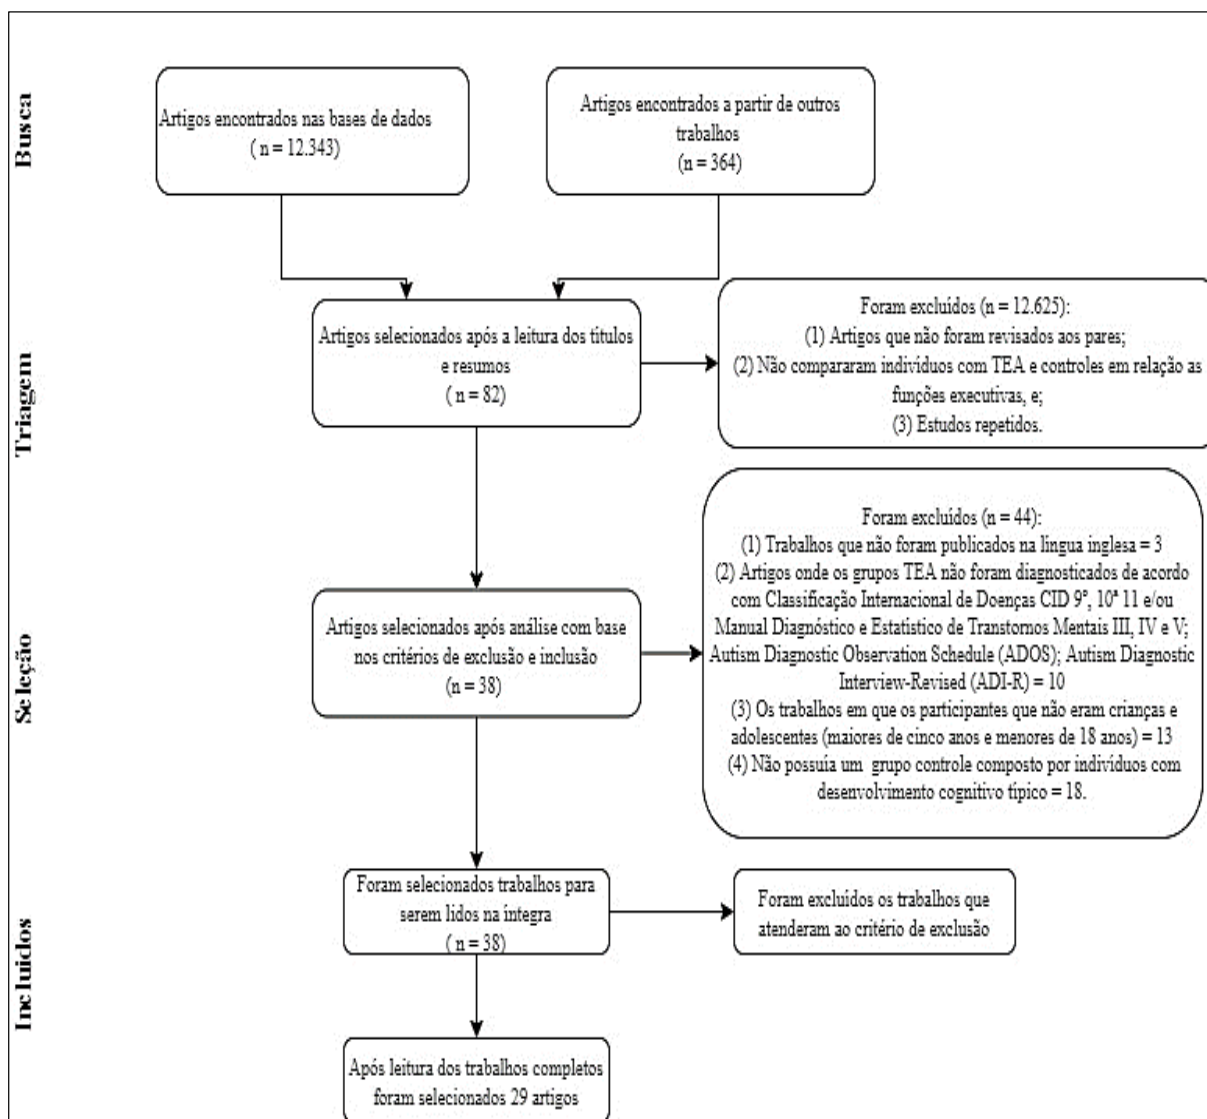 Busca
Artigos encontrados nas bases de dados
( n = 12.343)
Artigos encontrados a partir de outros
trabalhos
(n = 364)
Triagem
Artigos selecionados após a leitura dos títulos
e resumos
( n = 82)
Foram excluídos (n = 12.625):
(1) Artigos que não foram revisados aos pares;
(2) Não compararam indivíduos com TEA e controles em relação as
funções executivas, e;
(3) Estudos repetidos.
Seleção
Artigos selecionados após análise com base
nos critérios de exclusão e inclusão
(n = 38)
Foram excluídos (n = 44):
(1) Trabalhos que não foram publicados na língua inglesa = 3
(2) Artigos onde os grupos TEA não foram diagnosticados de acordo
com Classificação Internacional de Doenças CID 9°, 10ª 11 e/ou
Manual Diagnóstico e Estatistico de Transtornos Mentais III, IV e V;
Autism Diagnostic Observation Schedule (ADOS); Autism Diagnostic
Interview-Revised (ADI-R) = 10
(3) Os trabalhos em que os participantes que não eram crianças e
adolescentes (maiores de cinco anos e menores de 18 anos) = 13
(4) Não possuía um grupo controle composto por indivíduos com
desenvolvimento cognitivo típico = 18.
Incluidos
Foram selecionados trabalhos para
serem lidos na íntegra
( n = 38)
Foram excluídos os trabalhos que
atenderam ao critério de exclusão
Após leitura dos trabalhos completos
foram selecionados 29 artigos